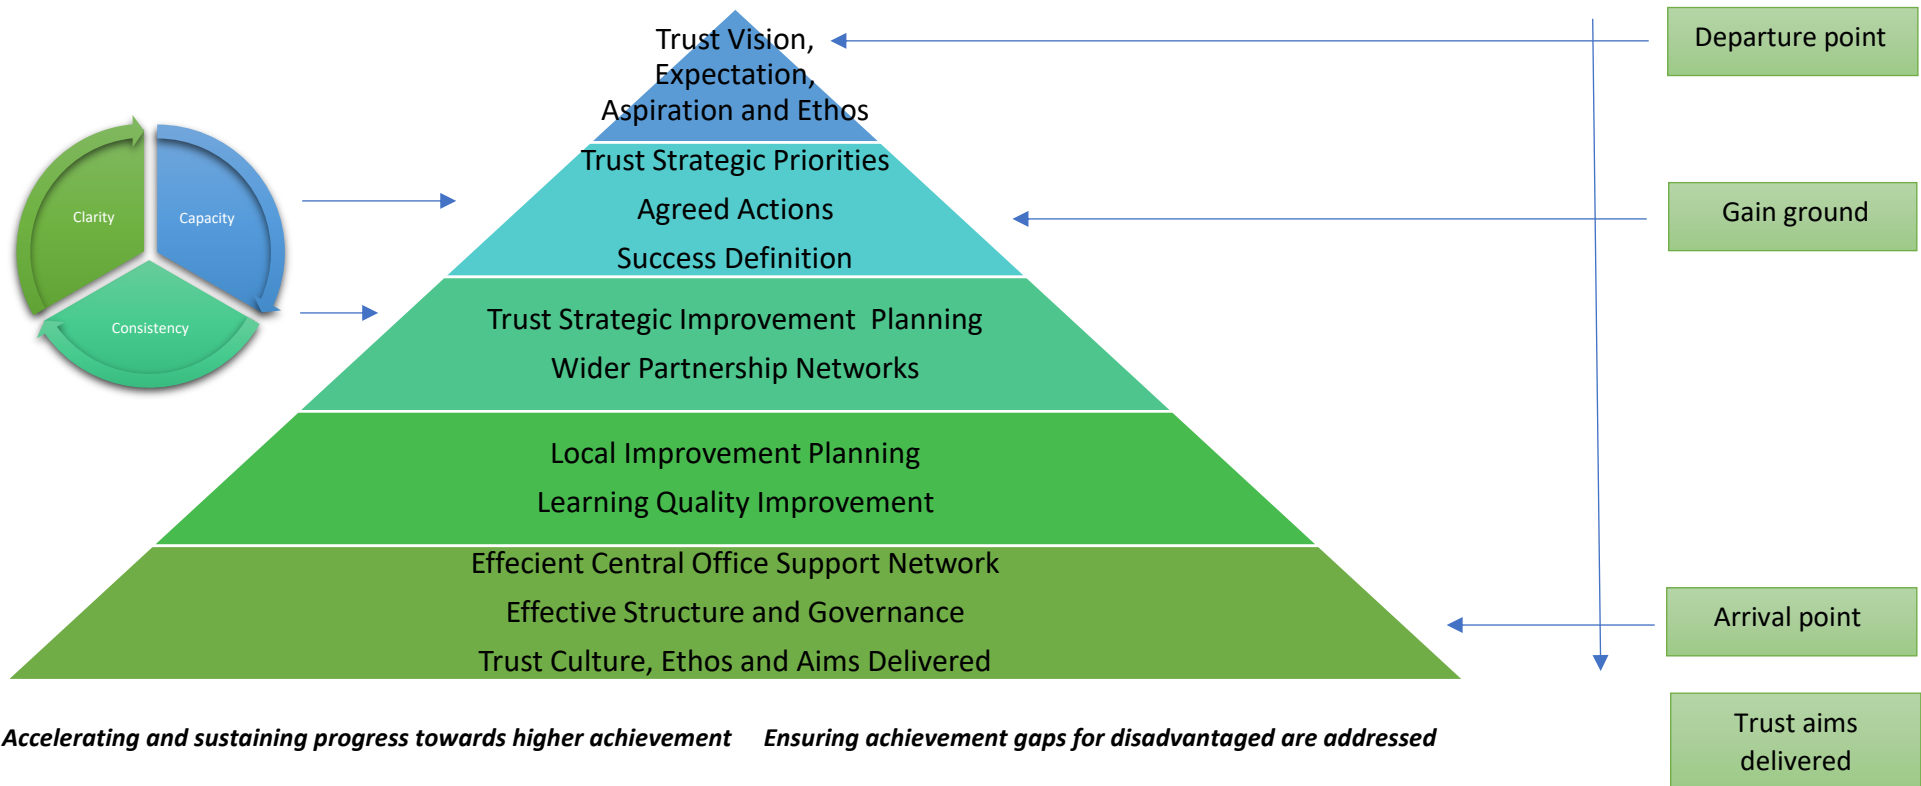 Trust Vision,
Expectation,
Aspiration and Ethos
Departure point
Clarity
Capacity
Consistency
Trust Strategic Priorities
Agreed Actions
Success Definition
Gain ground
Trust Strategic Improvement  Planning
Wider Partnership Networks
Local Improvement Planning
Learning Quality Improvement
Effecient Central Office Support Network
Effective Structure and Governance
Trust Culture, Ethos and Aims Delivered
Arrival point
Trust aims
delivered
Accelerating and sustaining progress towards higher achievement    Ensuring achievement gaps for disadvantaged are addressed